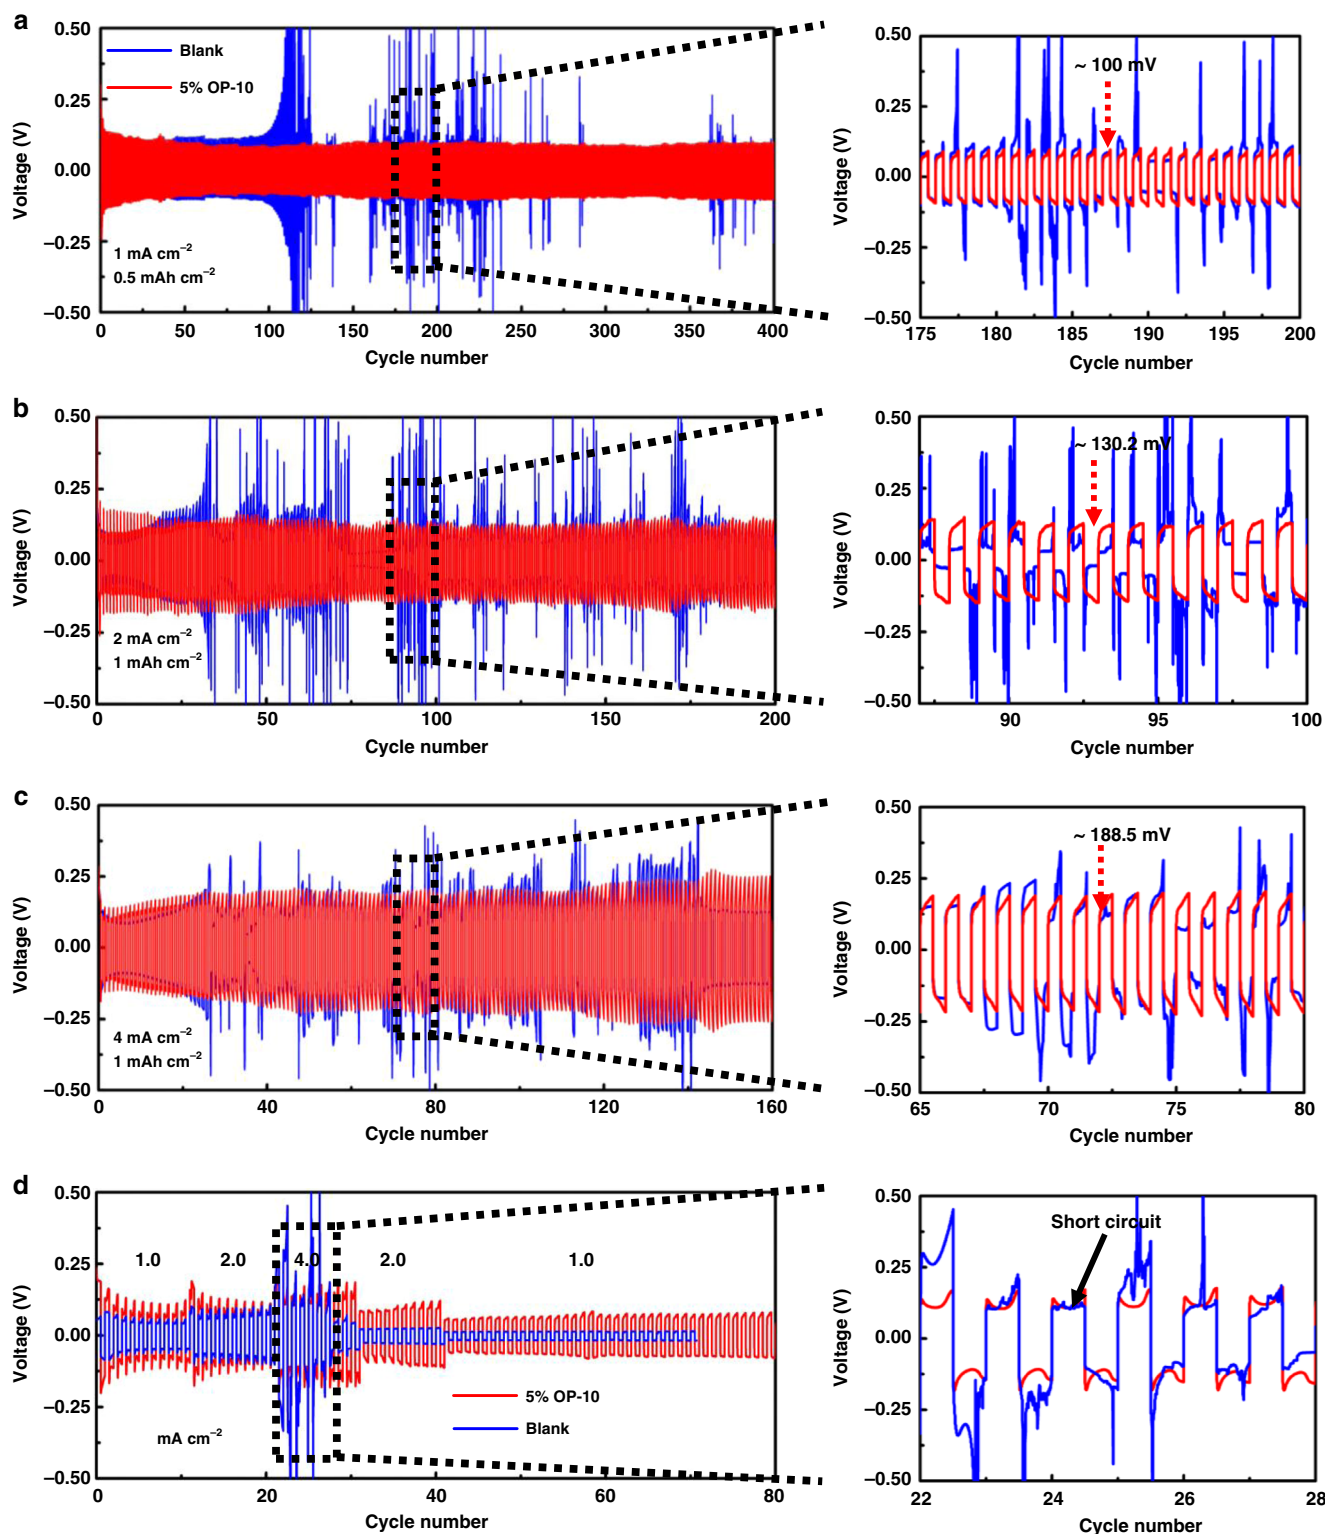 a
0.50
0.25
0.00
–0.25
–0.50
Voltage (V)
Blank
5% OP-10
1 mA cm⁻²
0.5 mAh cm⁻²
0 50 100 150 200 250 300 350 400
Cycle number
0.50
0.25
0.00
–0.25
–0.50
Voltage (V)
~ 100 mV
175 180 185 190 195 200
Cycle number
b
0.50
0.25
0.00
–0.25
–0.50
Voltage (V)
2 mA cm⁻²
1 mAh cm⁻²
0 50 100 150 200
Cycle number
0.50
0.25
0.00
–0.25
–0.50
Voltage (V)
~ 130.2 mV
90 95 100
Cycle number
c
0.50
0.25
0.00
–0.25
–0.50
Voltage (V)
4 mA cm⁻²
1 mAh cm⁻²
0 40 80 120 160
Cycle number
0.50
0.25
0.00
–0.25
–0.50
Voltage (V)
~ 188.5 mV
65 70 75 80
Cycle number
d
0.50
0.25
0.00
–0.25
–0.50
Voltage (V)
1.0 2.0 4.0 2.0 1.0
5% OP-10
Blank
mA cm⁻²
0 20 40 60 80
Cycle number
0.50
0.25
0.00
–0.25
–0.50
Voltage (V)
Short circuit
22 24 26 28
Cycle number